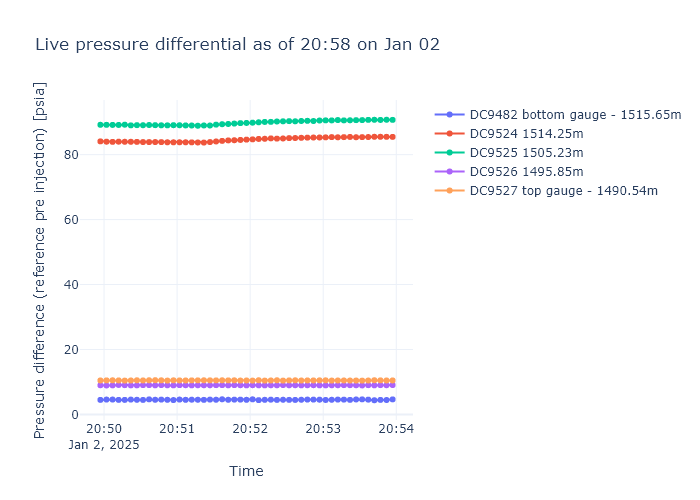 Live pressure differential as of 20:58 on Jan 02
Pressure difference (reference pre injection) [psia]
80
60
40
20
0
20:50 20:51 20:52 20:53 20:54
Jan 2, 2025
Time
DC9482 bottom gauge - 1515.65m
DC9524 1514.25m
DC9525 1505.23m
DC9526 1495.85m
DC9527 top gauge - 1490.54m